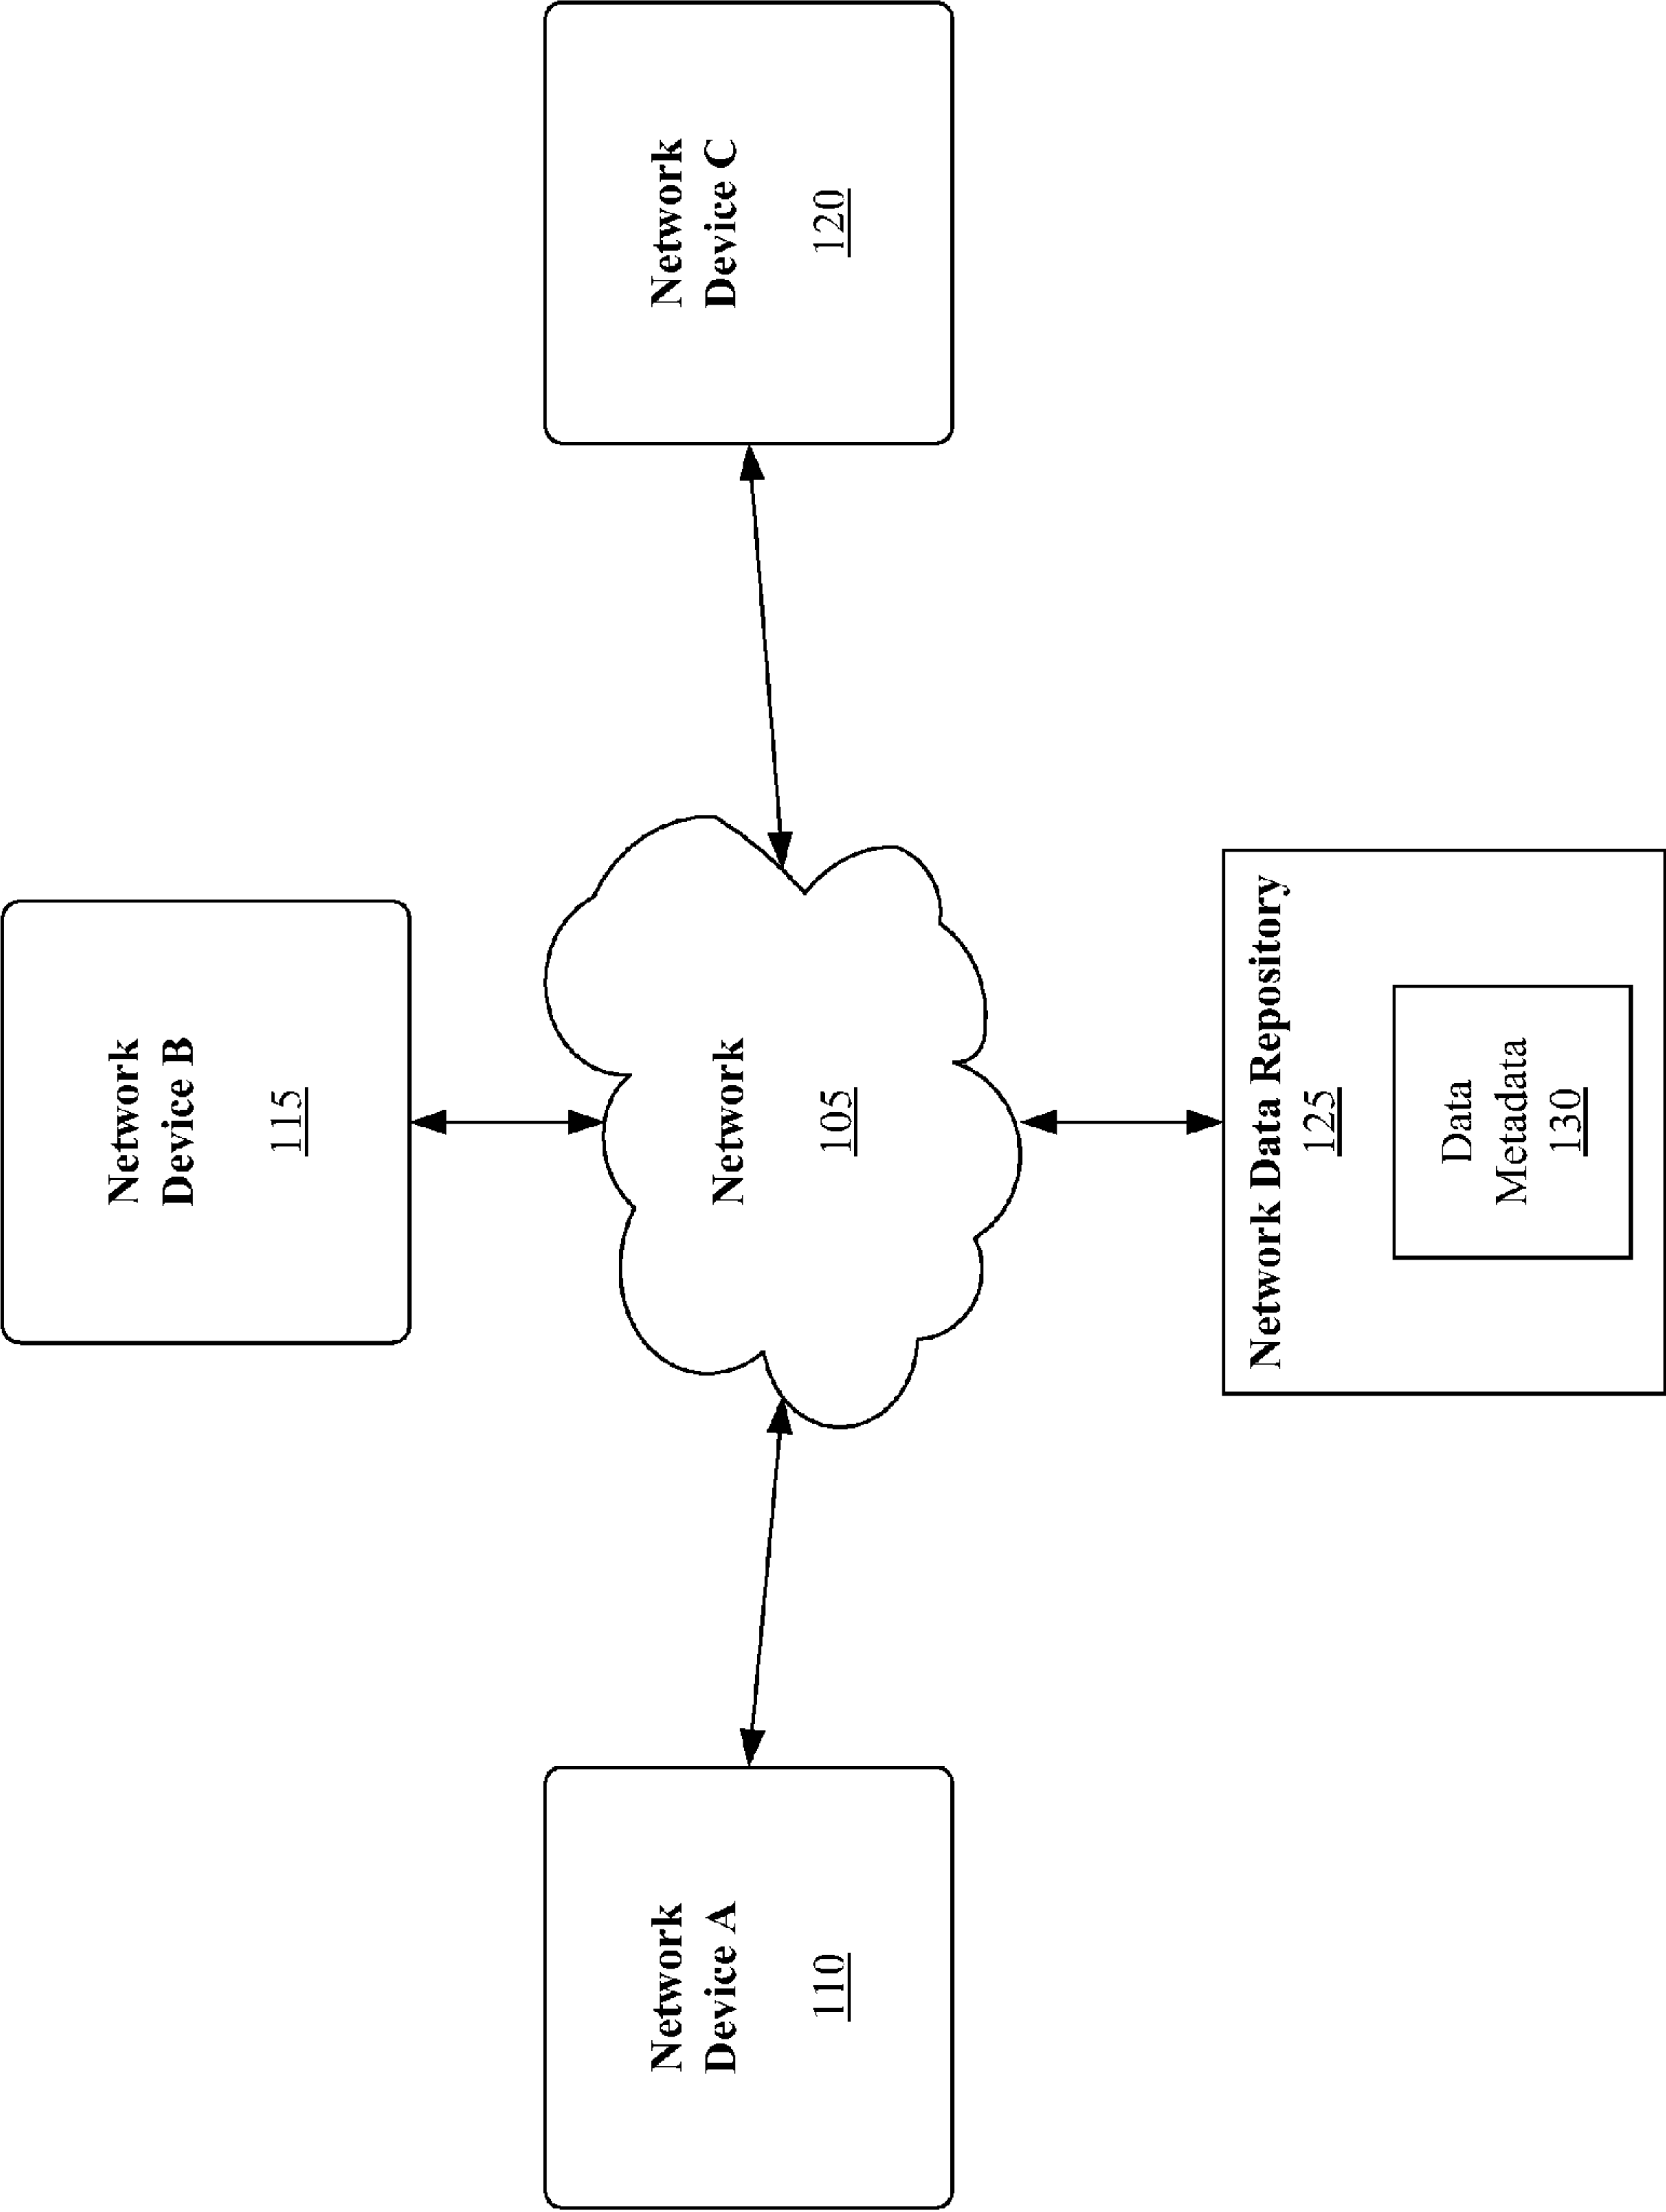 Network
Device B
115
Network
Device A
110
Network
105
Network
Device C
120
Network Data Repository
125
Data
Metadata
130